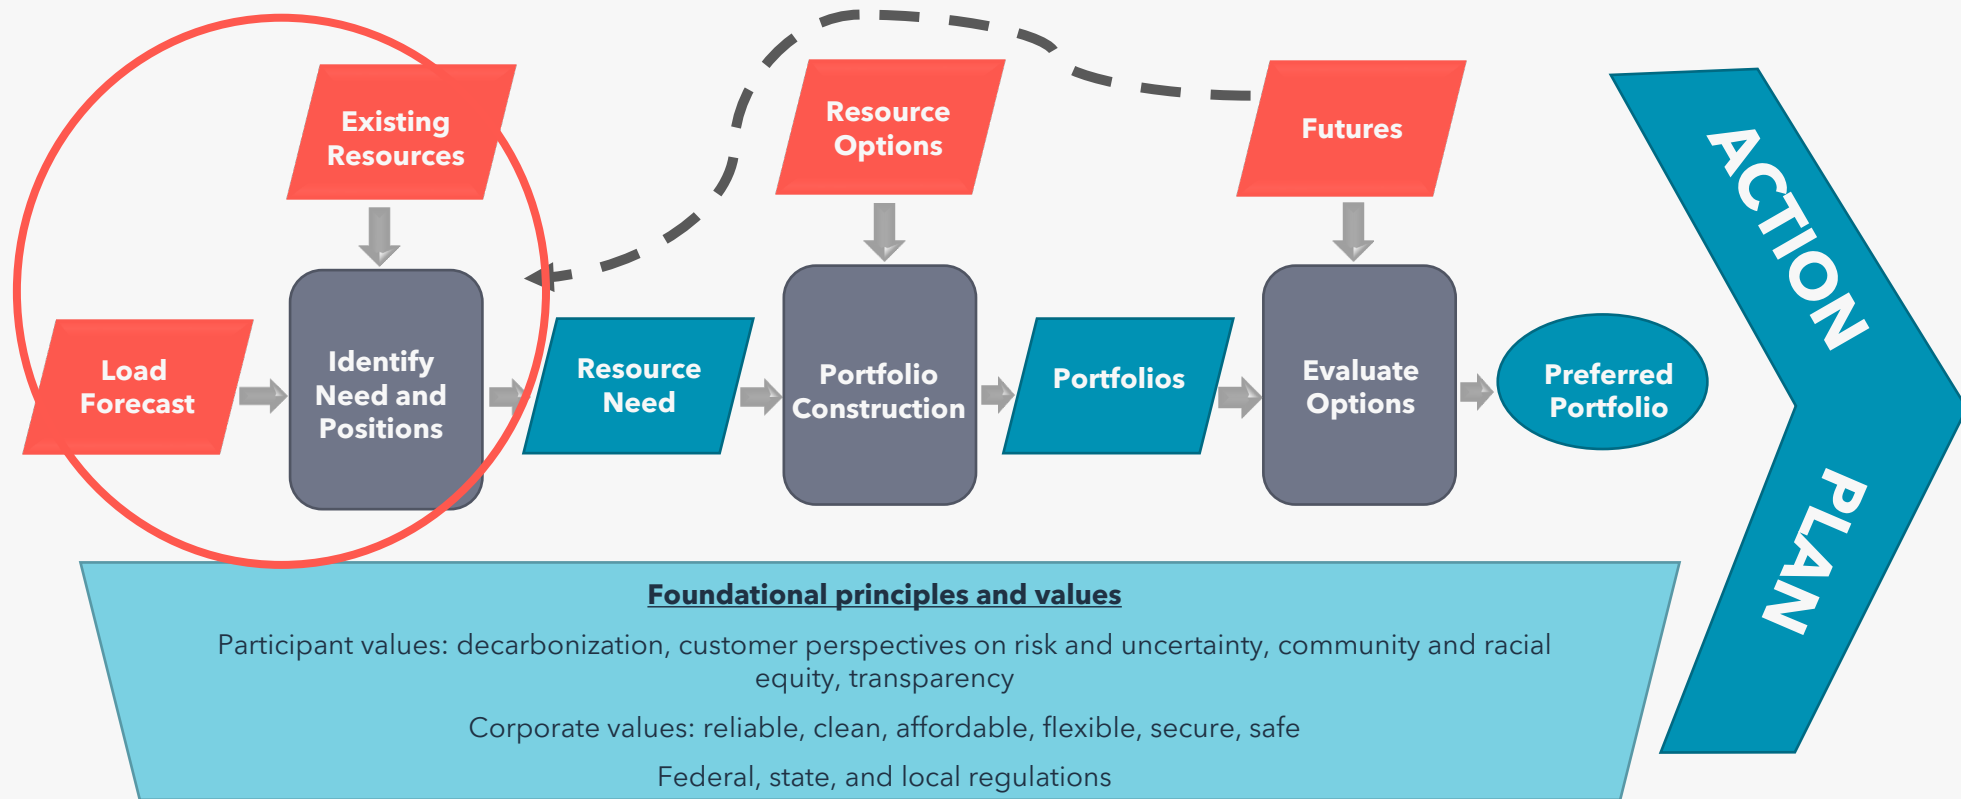 Existing
Resources
Resource
Options
Futures
Load
Forecast
Identify
Need and
Positions
Resource
Need
Portfolio
Construction
Portfolios
Evaluate
Options
Preferred
Portfolio
ACTION
PLAN
Foundational principles and values
Participant values: decarbonization, customer perspectives on risk and uncertainty, community and racial
equity, transparency
Corporate values: reliable, clean, affordable, flexible, secure, safe
Federal, state, and local regulations